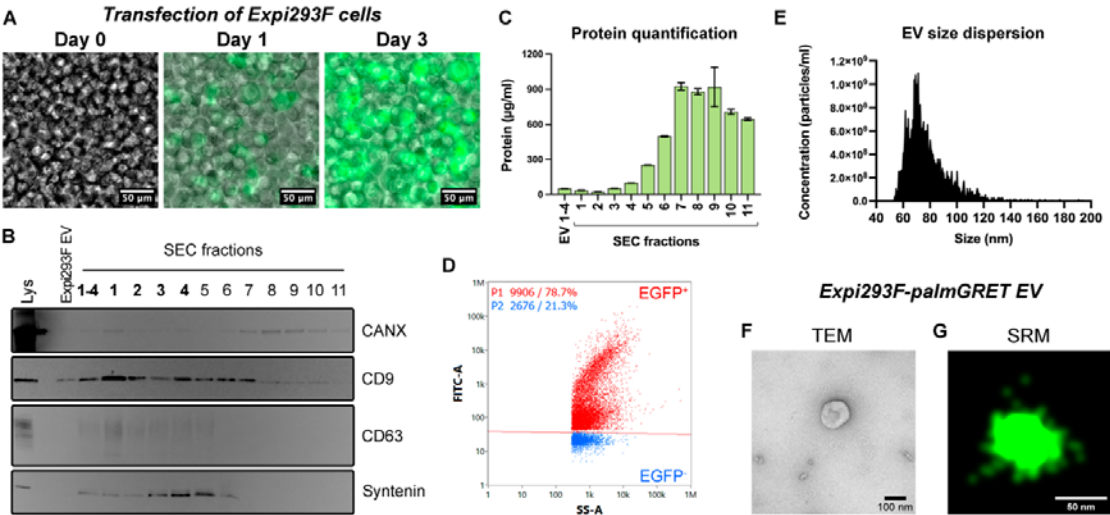 A
Transfection of Expi293F cells
Day 0
Day 1
Day 3
50 µm
50 µm
50 µm
B
Lys
Expi293F EV
SEC fractions
1-4 1 2 3 4 5 6 7 8 9 10 11
CANX
CD9
CD63
Syntenin
C
Protein quantification
Protein (µg/ml)
1200
900
600
300
0
EV 1-4 1 2 3 4 5 6 7 8 9 10 11
SEC fractions
D
P1 9906 / 78.7%
P2 2676 / 21.3%
EGFP⁺
EGFP⁻
FITC-A
1M
100k
10k
1k
100
10
1
1 10 100 1k 10k 100k 1M
SS-A
E
EV size dispersion
Concentration (particles/ml)
1.2×10⁹
1.0×10⁹
8.0×10⁸
6.0×10⁸
4.0×10⁸
2.0×10⁸
0.0
40 60 80 100 120 140 160 180 200
Size (nm)
Expi293F-palmGRET EV
F
TEM
100 nm
G
SRM
50 nm